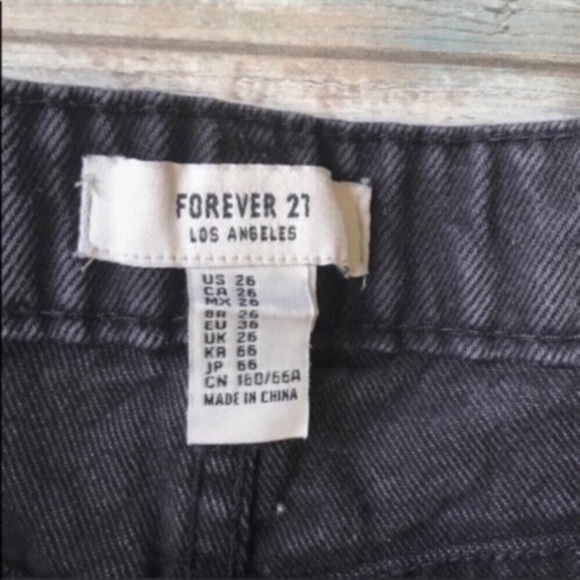 FOREVER 21
LOS ANGELES
US 26
CA 26
MX 26
BR 26
EU 36
UK 26
KR 66
JP 66
CN 160/66A
MADE IN CHINA